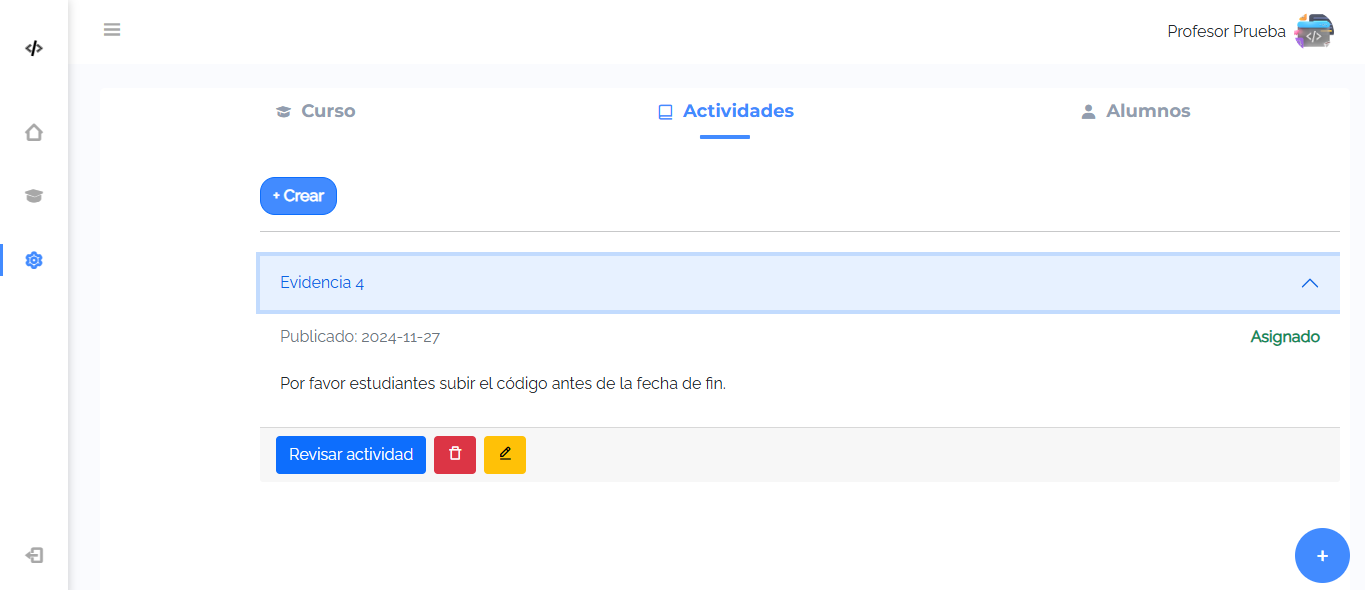 Profesor Prueba
Curso
Actividades
Alumnos
+ Crear
Evidencia 4
Publicado: 2024-11-27
Asignado
Por favor estudiantes subir el código antes de la fecha de fin.
Revisar actividad
+